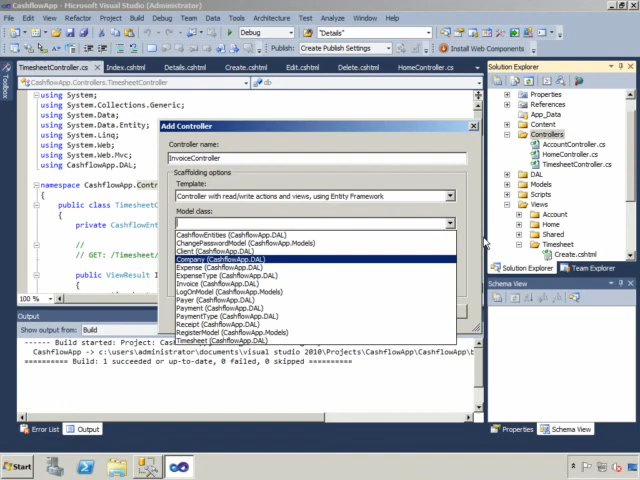 CashflowApp - Microsoft Visual Studio (Administrator)
File Edit View Refactor Project Build Debug Team Data Tools Architecture Test Analyze Window Help
Debug
"Details"
Publish: Create Publish Settings
Install Web Components
Toolbox
TimesheetController.cs Index.cshtml Details.cshtml Create.cshtml Edit.cshtml Delete.cshtml HomeController.cs
CashflowApp.Controllers.TimesheetController
db
using System;
using System.Collections.Generic;
using System.Data;
using System.Data.Entity;
using System.Linq;
using System.Web;
using System.Web.Mvc;
using CashflowApp.DAL;
namespace CashflowApp.Contr
{
public class Timesheet
{
private CashflowEnt
//
// GET: /Timesheet/
public ViewResult I
{
100 %
Add Controller
Controller name:
InvoiceController
Scaffolding options
Template:
Controller with read/write actions and views, using Entity Framework
Model class:
CashflowEntities (CashflowApp.DAL)
ChangePasswordModel (CashflowApp.Models)
Client (CashflowApp.DAL)
Company (CashflowApp.DAL)
Expense (CashflowApp.DAL)
ExpenseType (CashflowApp.DAL)
Invoice (CashflowApp.DAL)
LogOnModel (CashflowApp.Models)
Payer (CashflowApp.DAL)
Payment (CashflowApp.DAL)
PaymentType (CashflowApp.DAL)
Receipt (CashflowApp.DAL)
RegisterModel (CashflowApp.Models)
Timesheet (CashflowApp.DAL)
Solution Explorer
Properties
References
App_Data
Content
Controllers
AccountController.cs
HomeController.cs
TimesheetController.cs
DAL
Models
Scripts
Views
Account
Home
Shared
Timesheet
Create.cshtml
Solution Explorer Team Explorer
Schema View
Properties Schema View
Output
Show output from: Build
------ Build started: Project: Ca
CashflowApp -> c:\users\administrator\documents\visual studio 2010\Projects\CashflowApp\CashflowApp\b
========== Build: 1 succeeded or up-to-date, 0 failed, 0 skipped ==========
Error List Output
Start